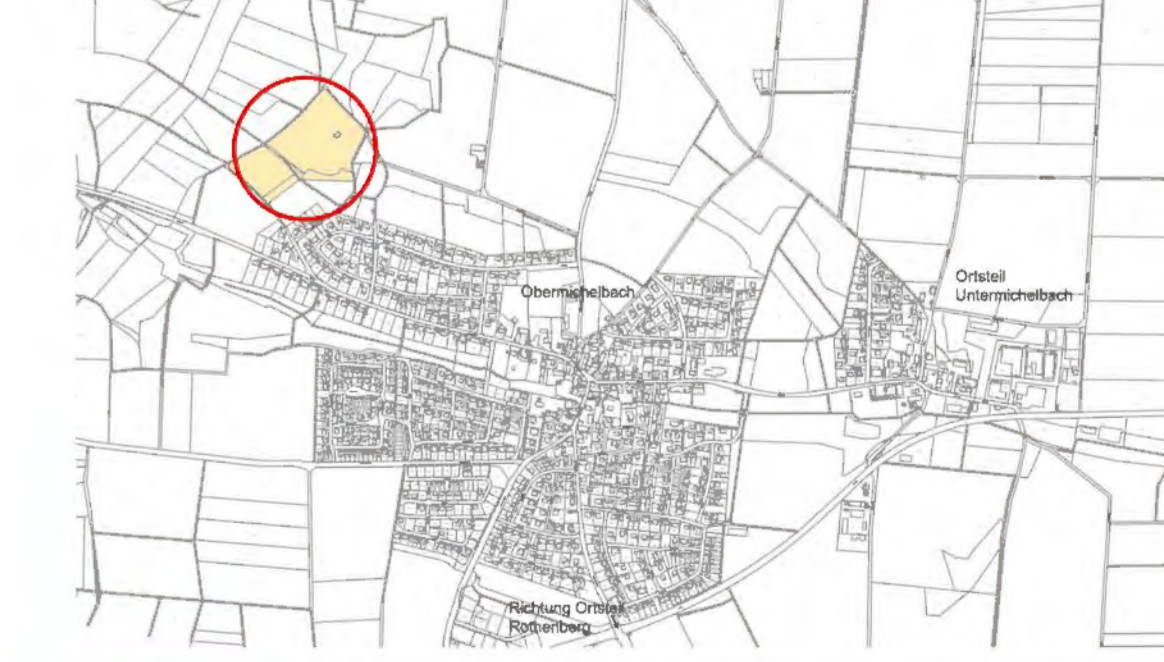 Obermichelbach
Ortsteil
Untermichelbach
Richtung Ortsteil
Rothenberg